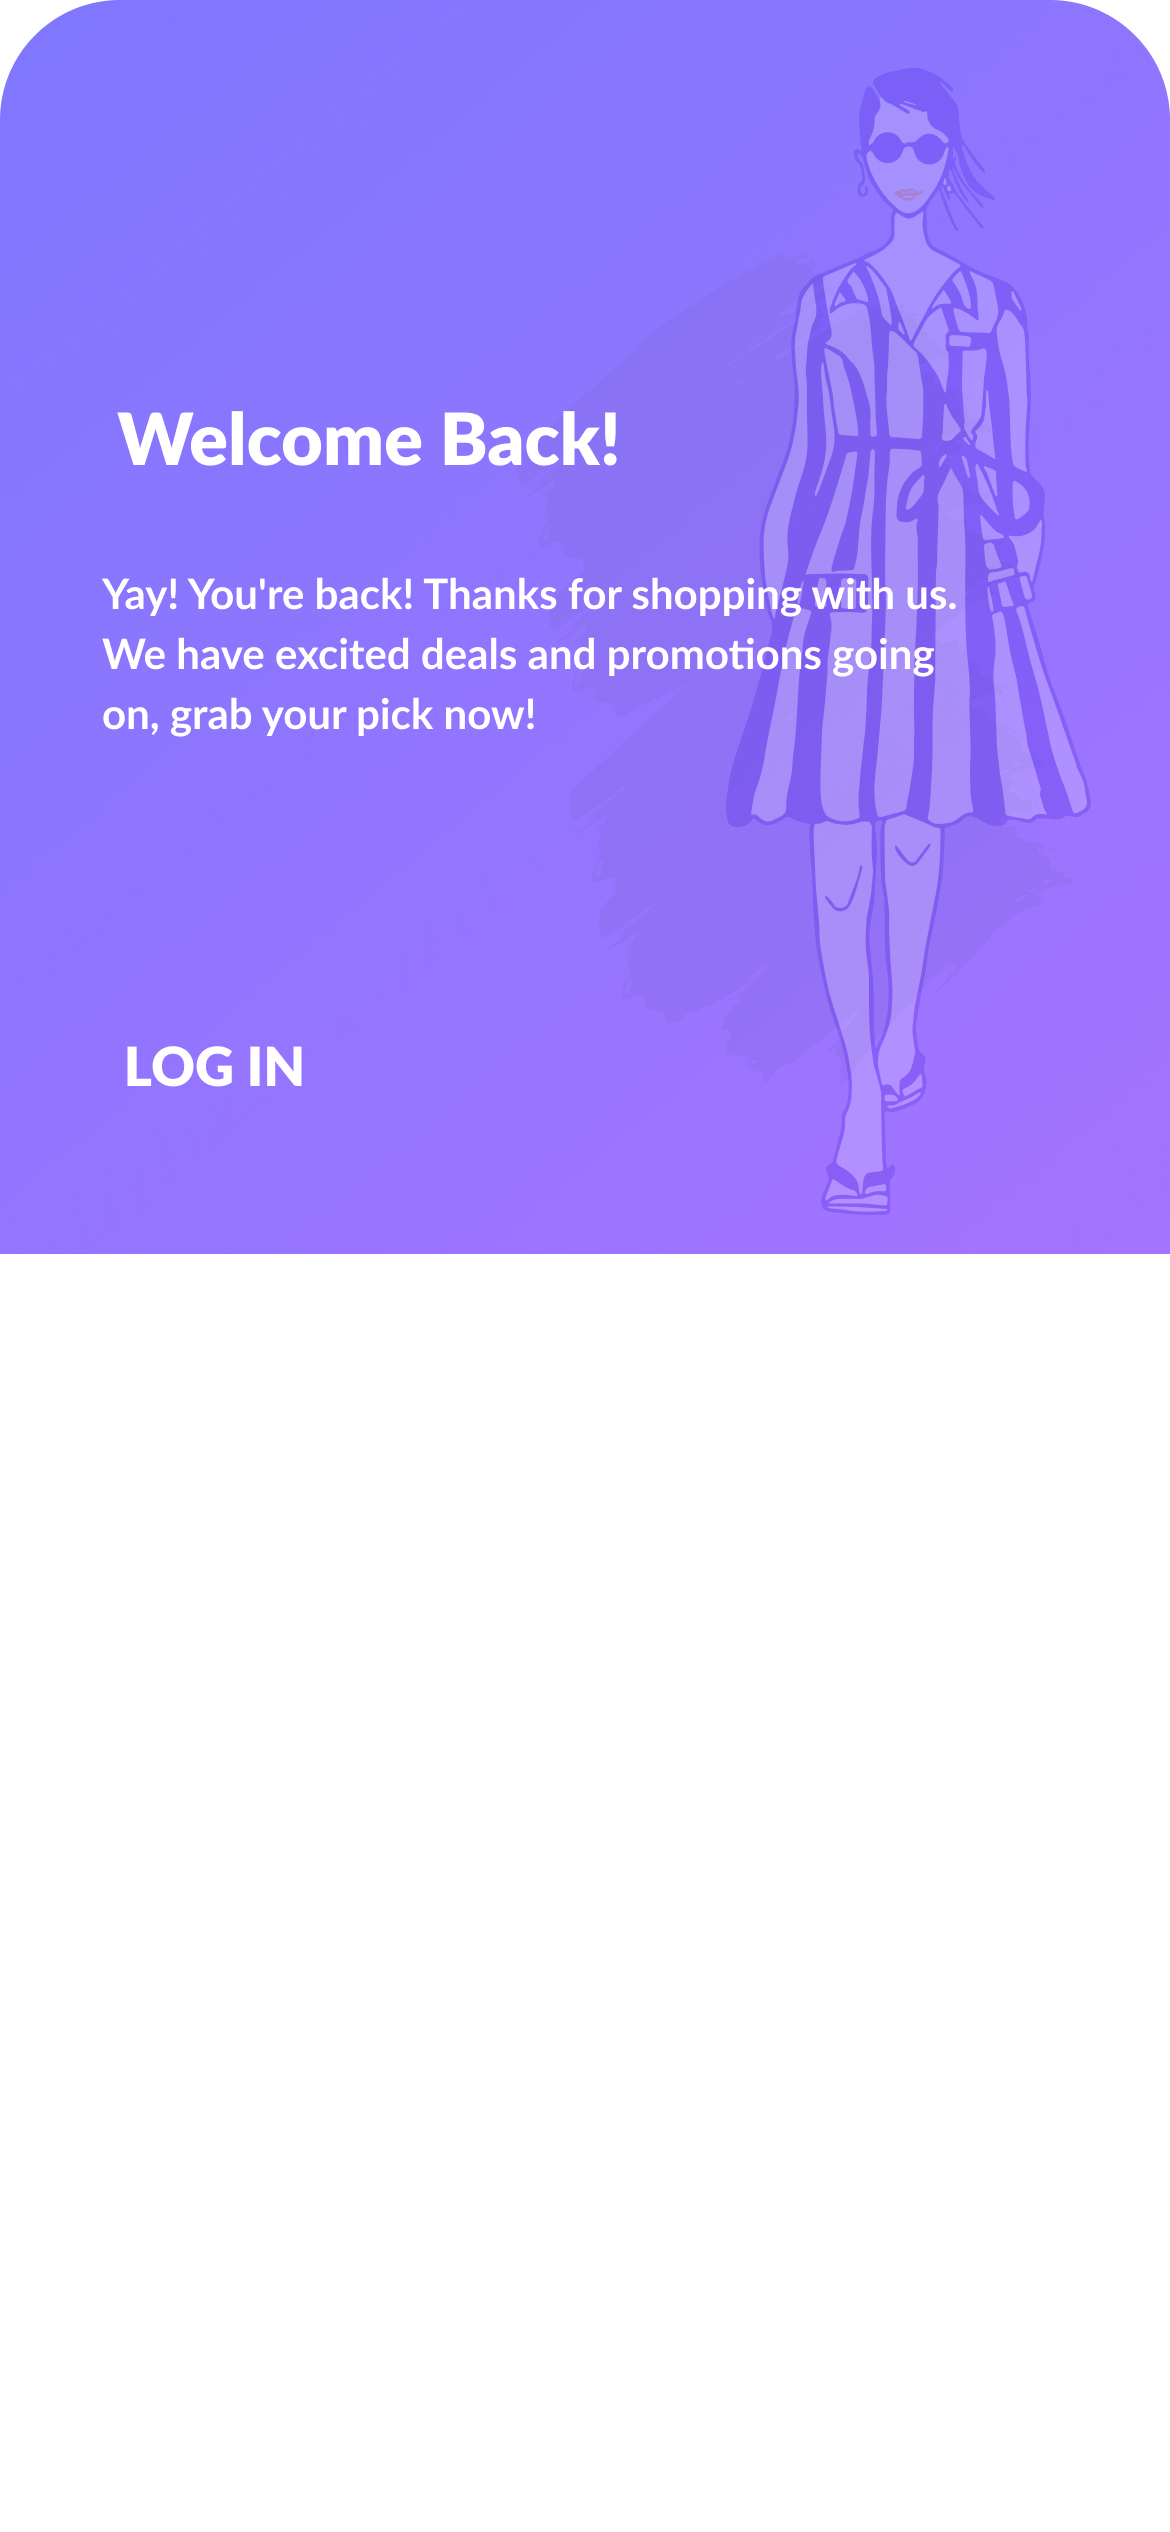 Welcome Back!
Yay! You're back! Thanks for shopping with us.
We have excited deals and promotions going
on, grab your pick now!
LOG IN